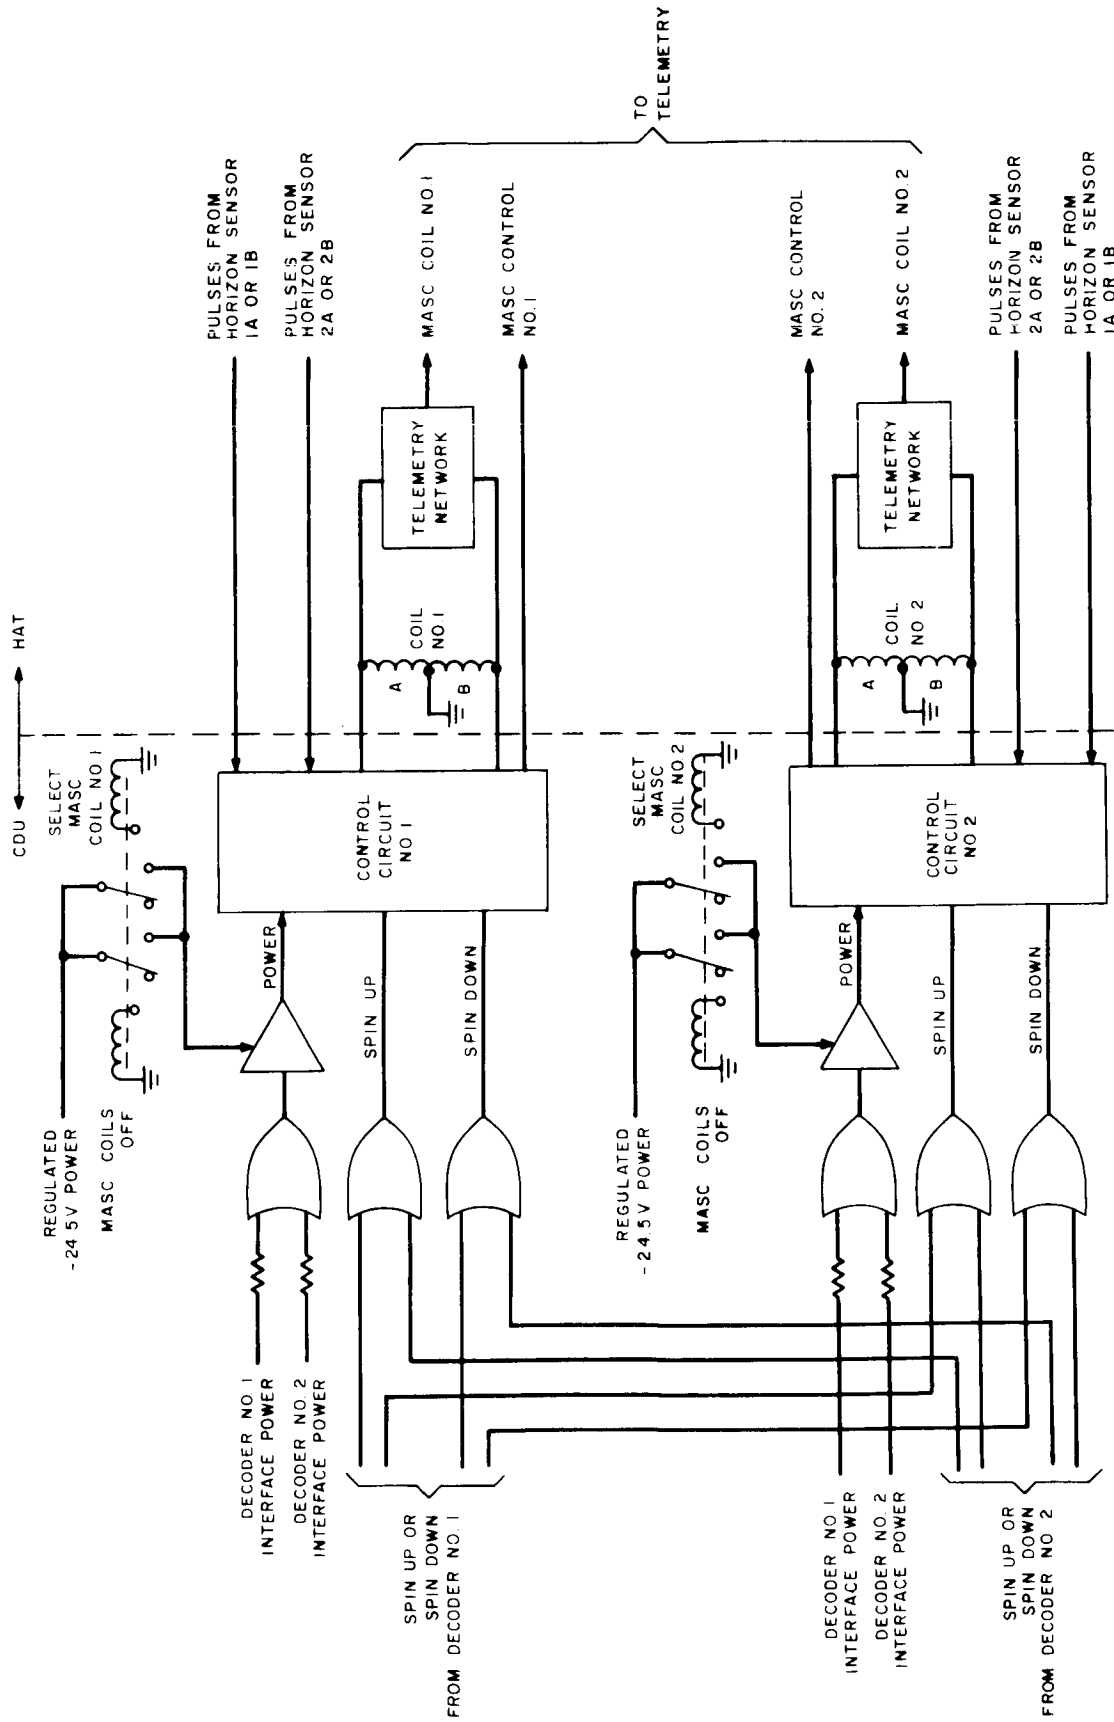 CDU
HAT
REGULATED
-24 5V POWER
MASC COILS
OFF
SELECT
MASC
COIL NO.1
PULSES FROM
HORIZON SENSOR
1A OR 1B
PULSES FROM
HORIZON SENSOR
2A OR 2B
DECODER NO. 1
INTERFACE POWER
DECODER NO. 2
INTERFACE POWER
POWER
SPIN UP
SPIN DOWN
CONTROL
CIRCUIT
NO 1
A
B
COIL
NO.1
TELEMETRY
NETWORK
MASC COIL NO.1
MASC CONTROL
NO.1
SPIN UP OR
SPIN DOWN
FROM DECODER NO. 1
TO
TELEMETRY
REGULATED
-24.5V POWER
MASC COILS
OFF
SELECT
MASC
COIL NO.2
MASC CONTROL
NO. 2
DECODER NO.1
INTERFACE POWER
DECODER NO. 2
INTERFACE POWER
POWER
SPIN UP
SPIN DOWN
CONTROL
CIRCUIT
NO 2
A
B
COIL
NO 2
TELEMETRY
NETWORK
MASC COIL NO. 2
PULSES FROM
HORIZON SENSOR
2A OR 2B
PULSES FROM
HORIZON SENSOR
1A OR 1B
SPIN UP OR
SPIN DOWN
FROM DECODER NO 2